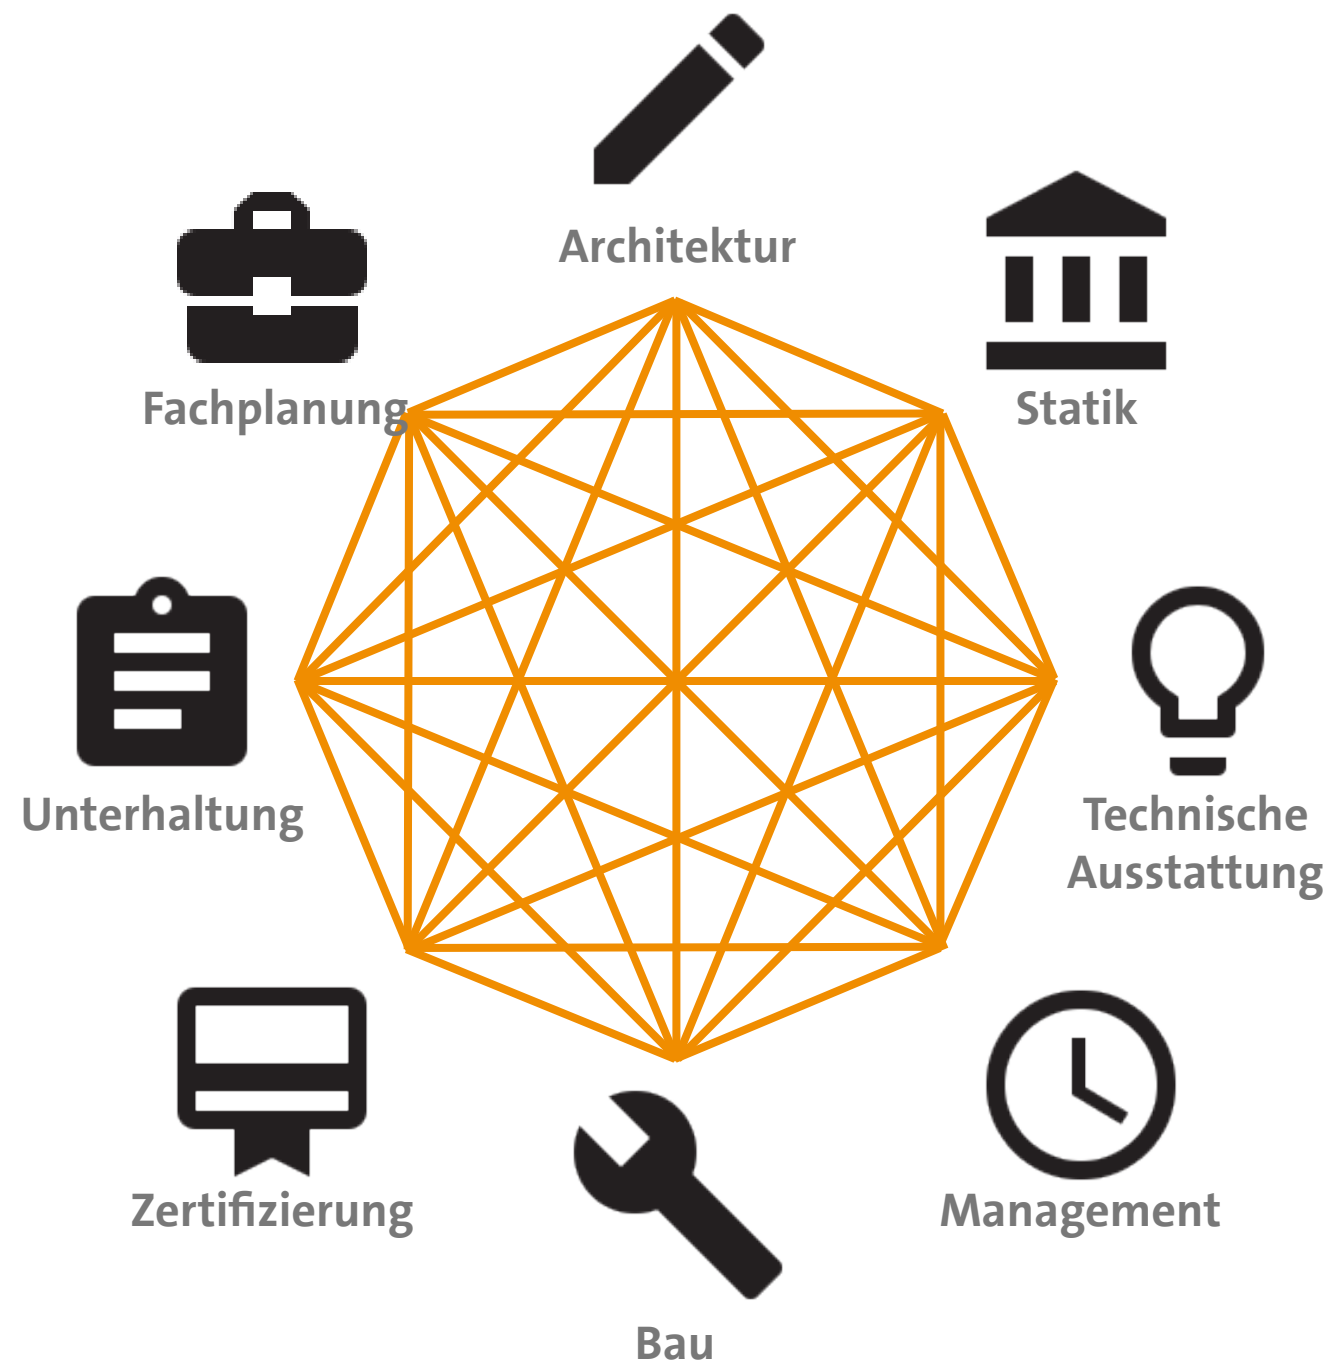 Architektur
Fachplanung
Statik
Unterhaltung
Technische
Ausstattung
Zertifizierung
Management
Bau